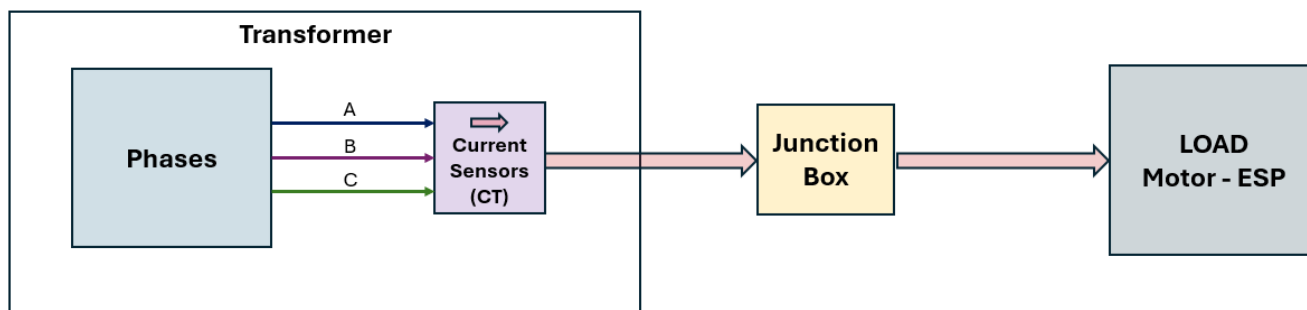 Transformer
Phases
A
B
C
Current
Sensors
(CT)
Junction
Box
LOAD
Motor - ESP